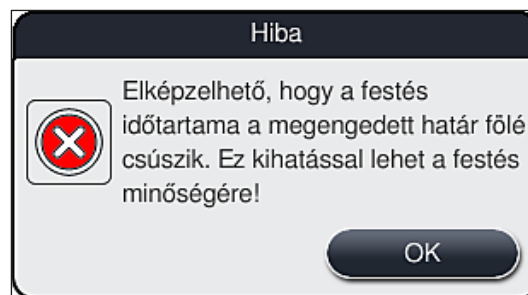 Hiba
Elképzelhető, hogy a festés
időtartama a megengedett határ fölé
csúszik. Ez kihatással lehet a festés
minőségére!
OK